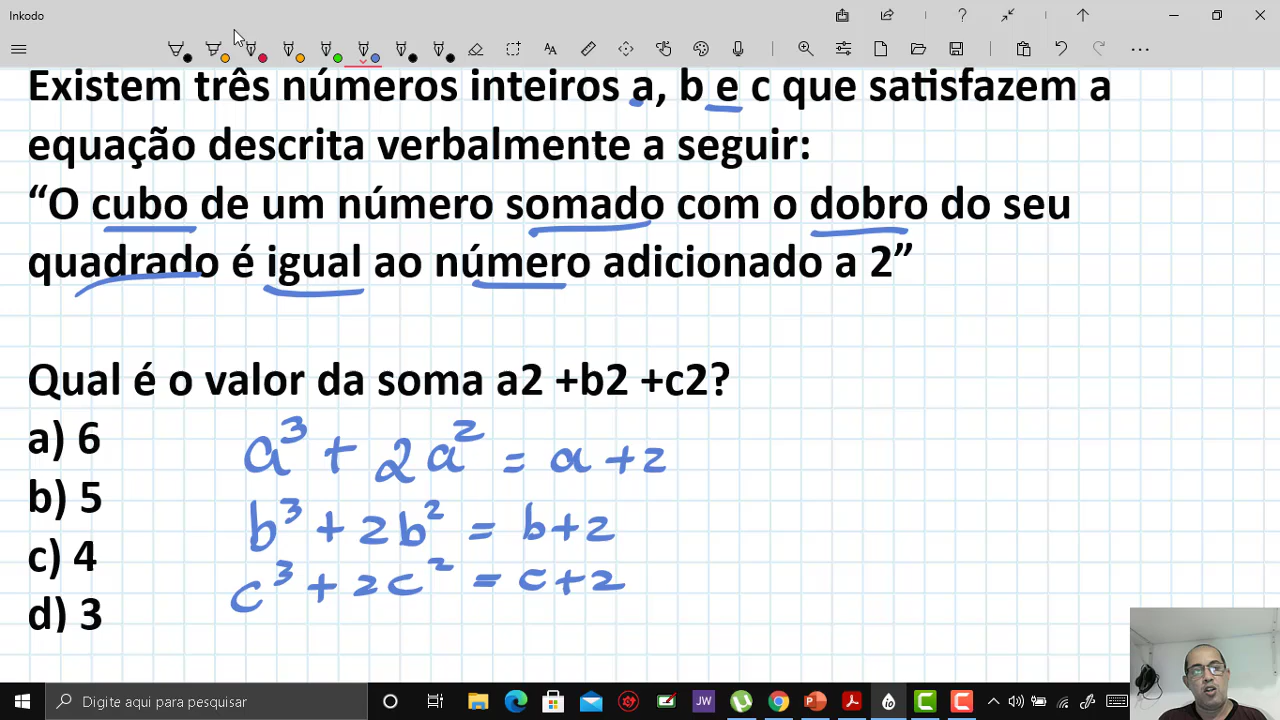 Inkodo
Existem três números inteiros a, b e c que satisfazem a
equação descrita verbalmente a seguir:
“O cubo de um número somado com o dobro do seu
quadrado é igual ao número adicionado a 2”
Qual é o valor da soma a2 +b2 +c2?
a) 6
b) 5
c) 4
d) 3
a³ + 2a² = a + 2
b³ + 2b² = b + 2
c³ + 2c² = c + 2
Digite aqui para pesquisar